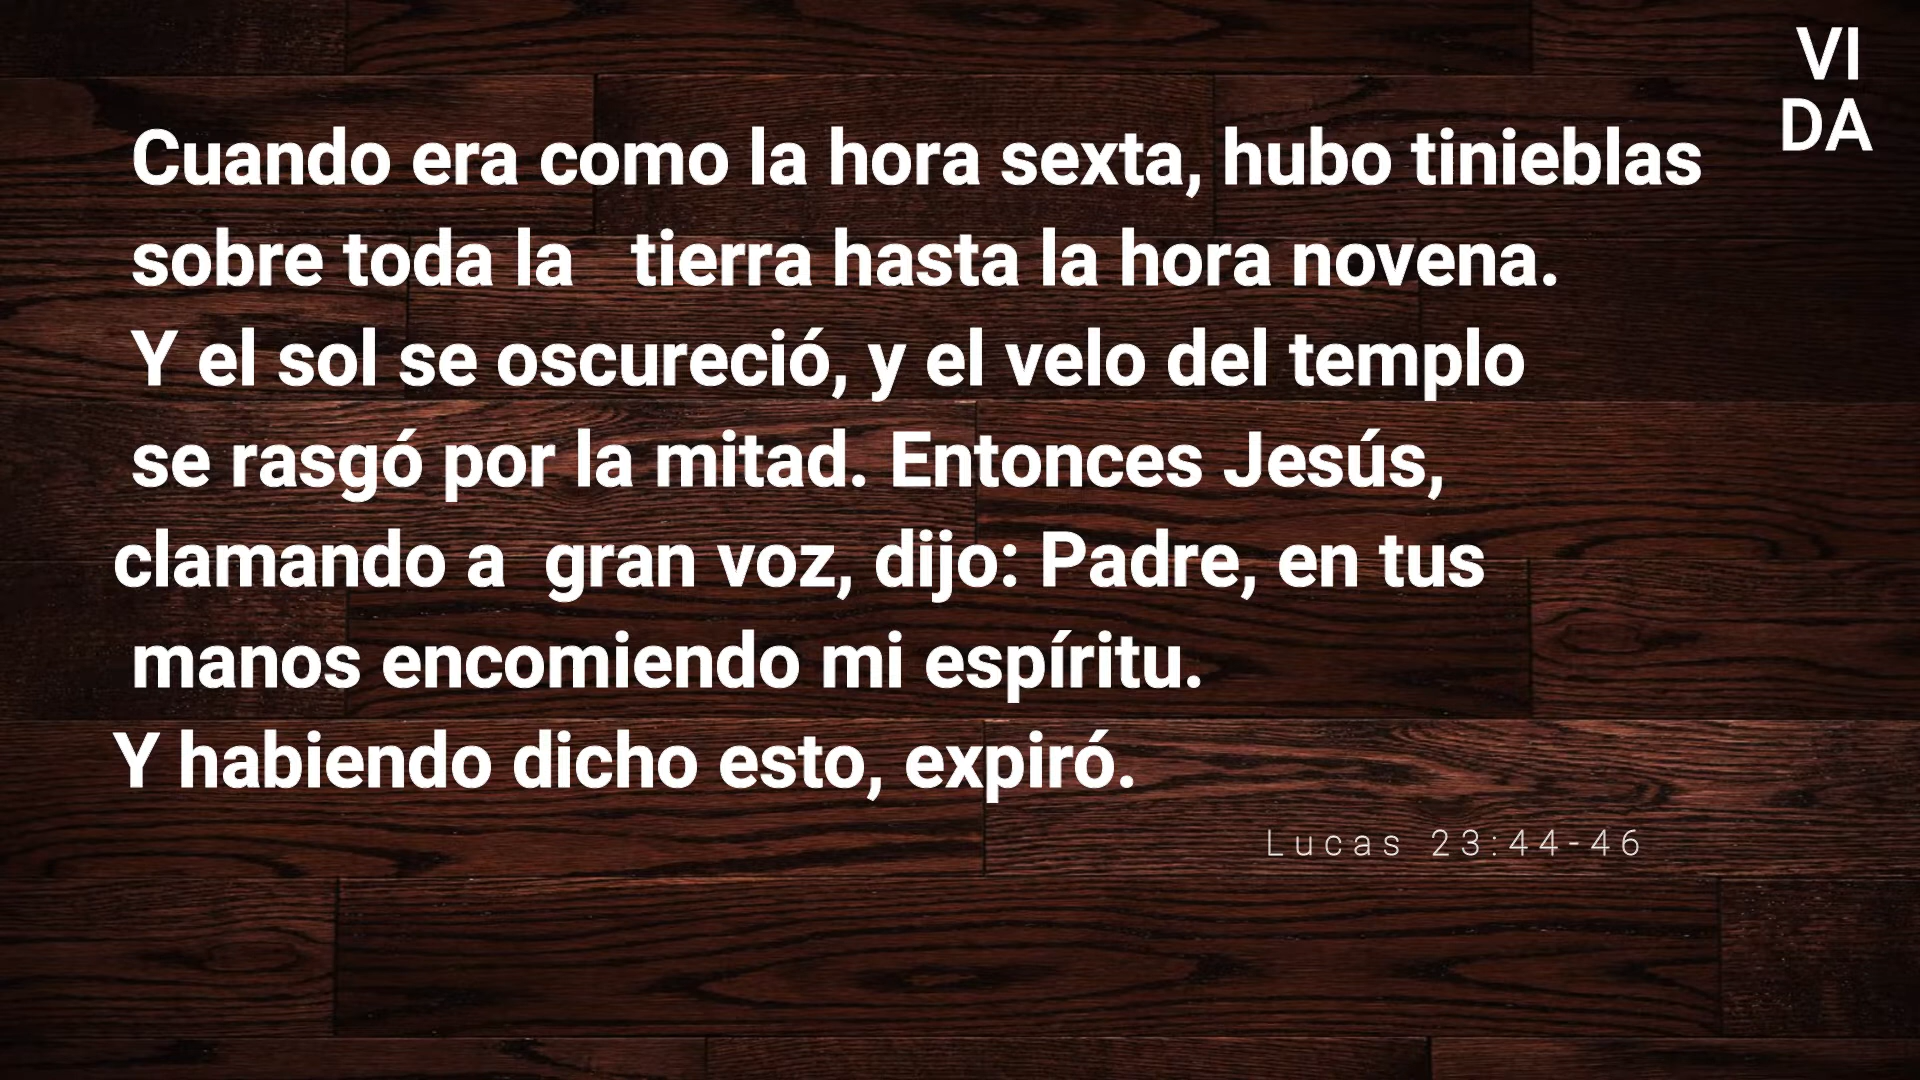 VI
DA
Cuando era como la hora sexta, hubo tinieblas
sobre toda la tierra hasta la hora novena.
Y el sol se oscureció, y el velo del templo
se rasgó por la mitad. Entonces Jesús,
clamando a gran voz, dijo: Padre, en tus
manos encomiendo mi espíritu.
Y habiendo dicho esto, expiró.
Lucas 23:44-46